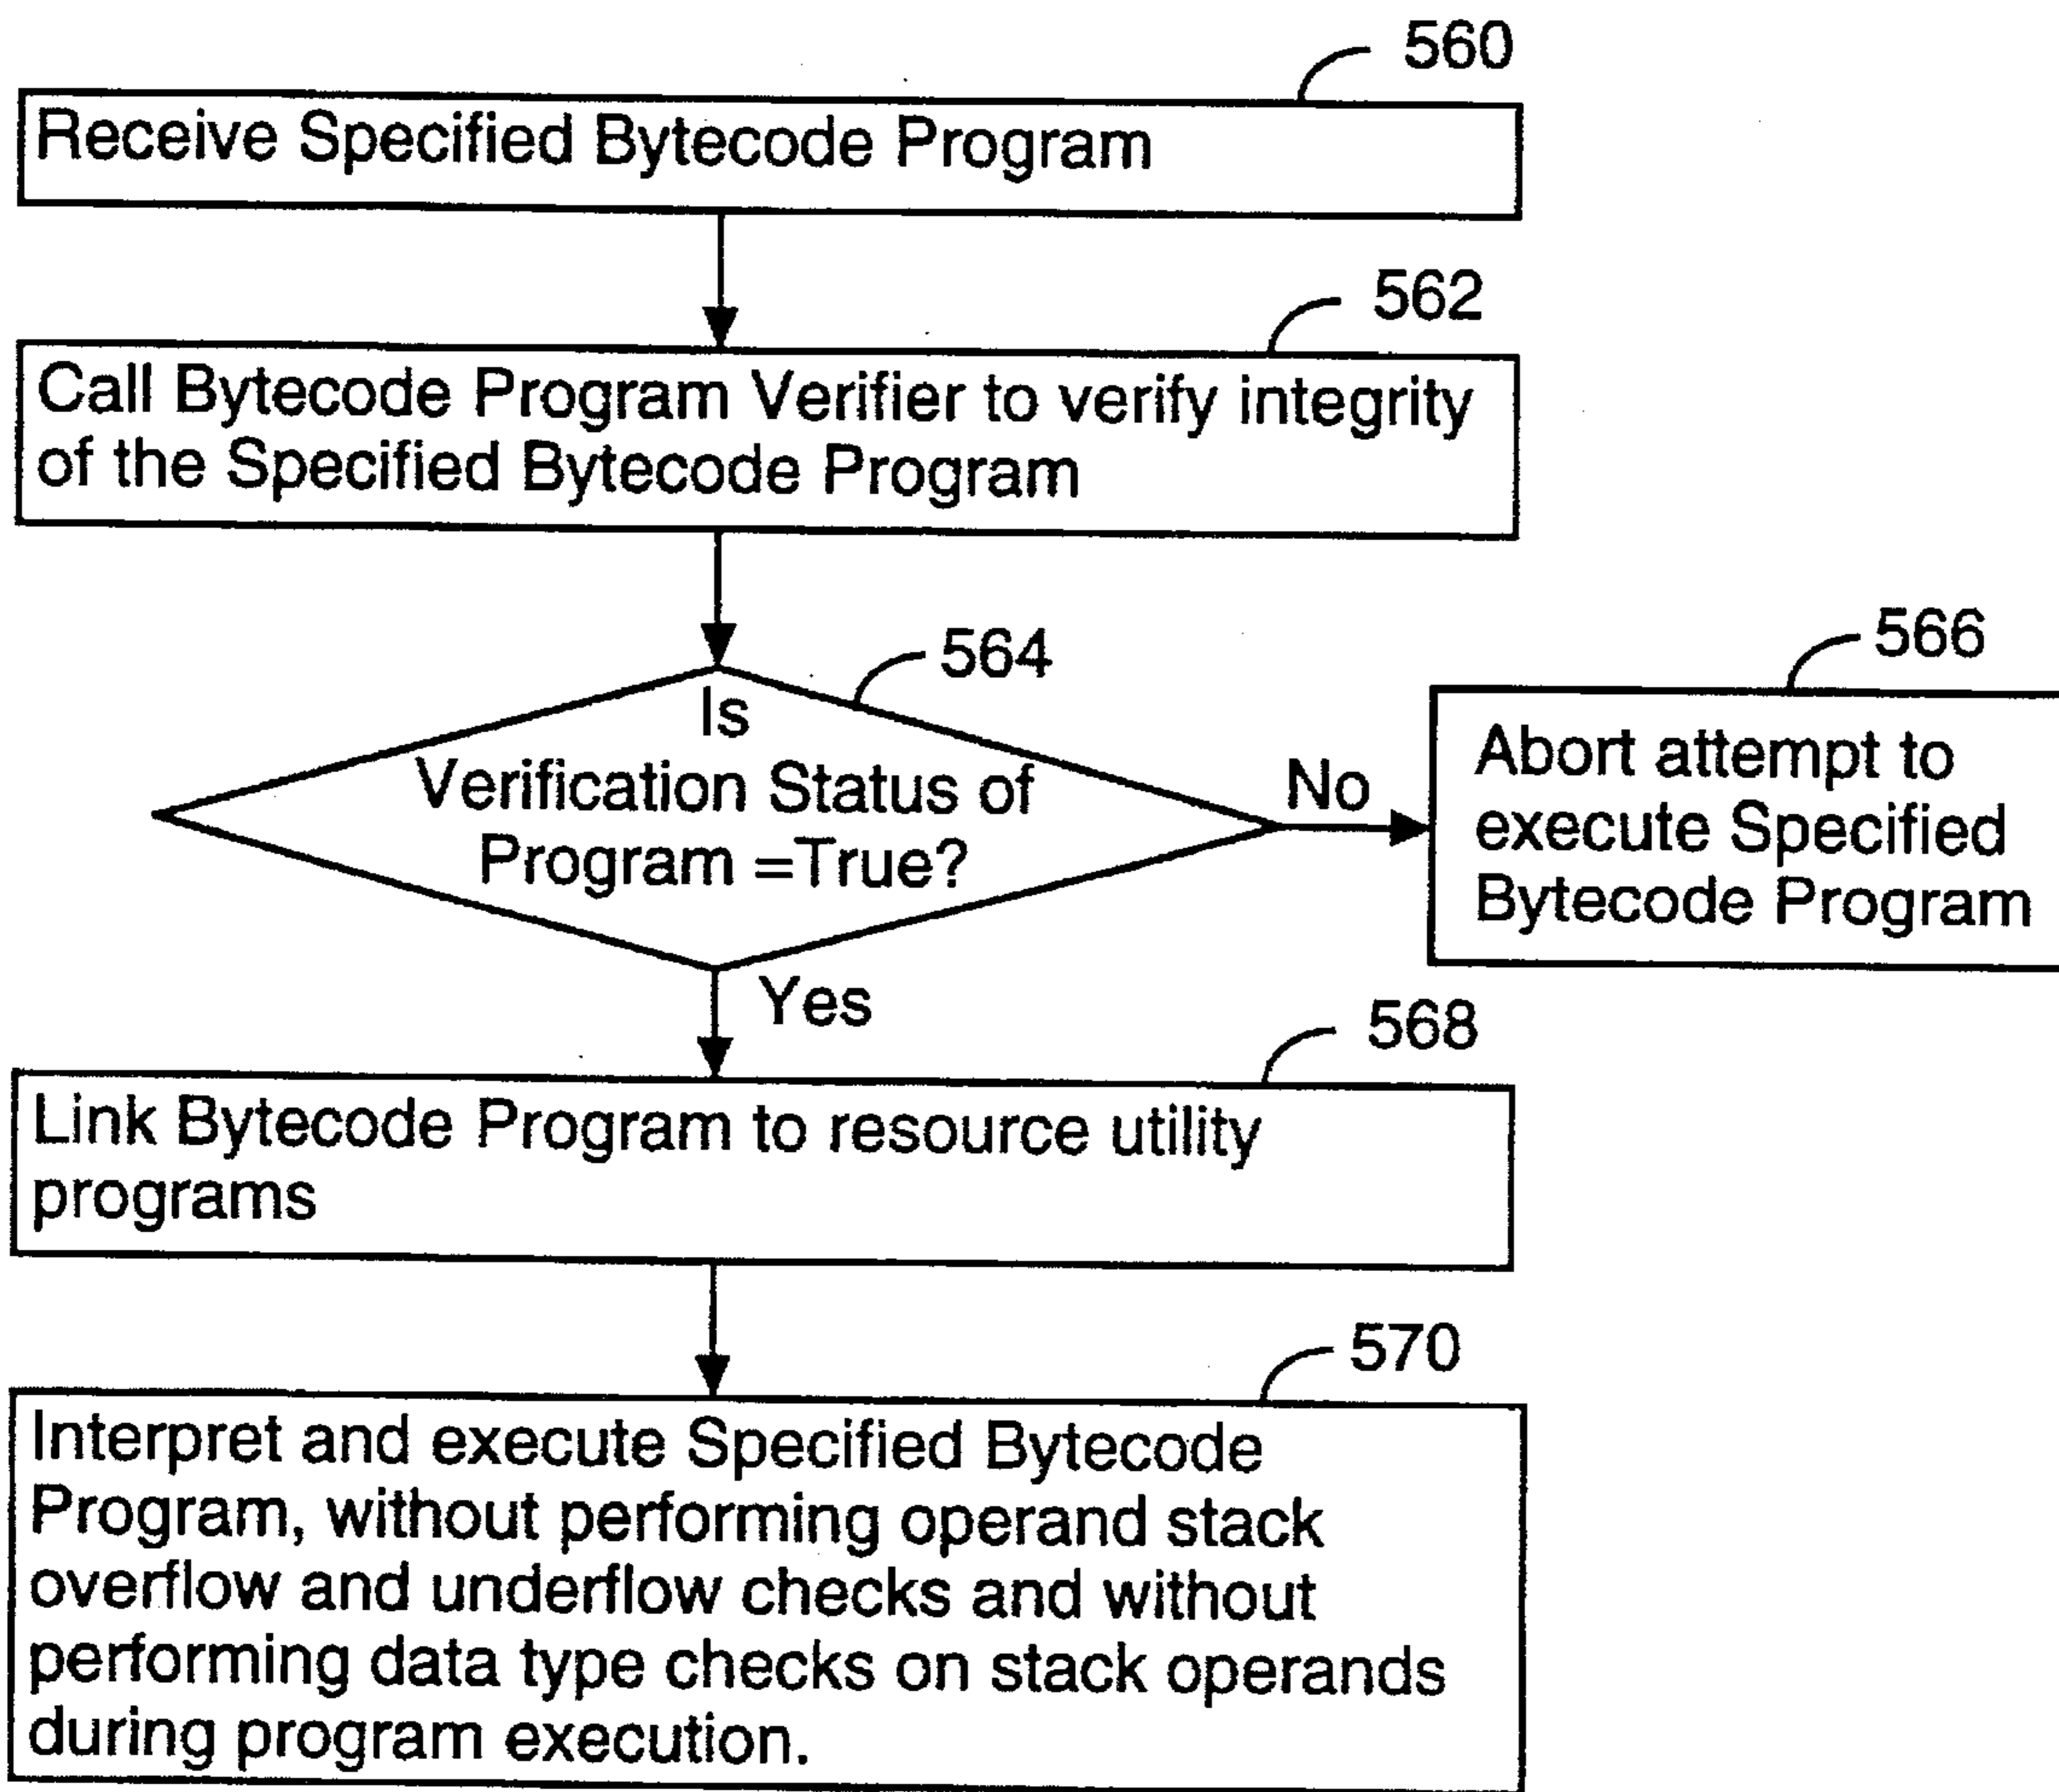 560
Receive Specified Bytecode Program
562
Call Bytecode Program Verifier to verify integrity
of the Specified Bytecode Program
564
Is
Verification Status of
Program =True?
No
566
Abort attempt to
execute Specified
Bytecode Program
Yes
568
Link Bytecode Program to resource utility
programs
570
Interpret and execute Specified Bytecode
Program, without performing operand stack
overflow and underflow checks and without
performing data type checks on stack operands
during program execution.